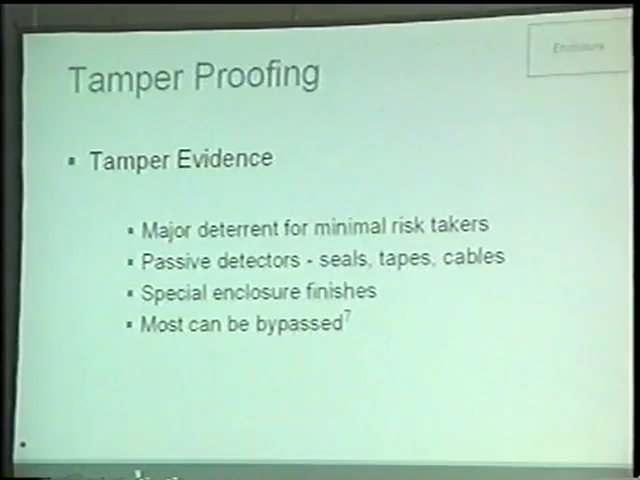 Enclosure
Tamper Proofing
▪ Tamper Evidence
▪ Major deterrent for minimal risk takers
▪ Passive detectors - seals, tapes, cables
▪ Special enclosure finishes
▪ Most can be bypassed⁷